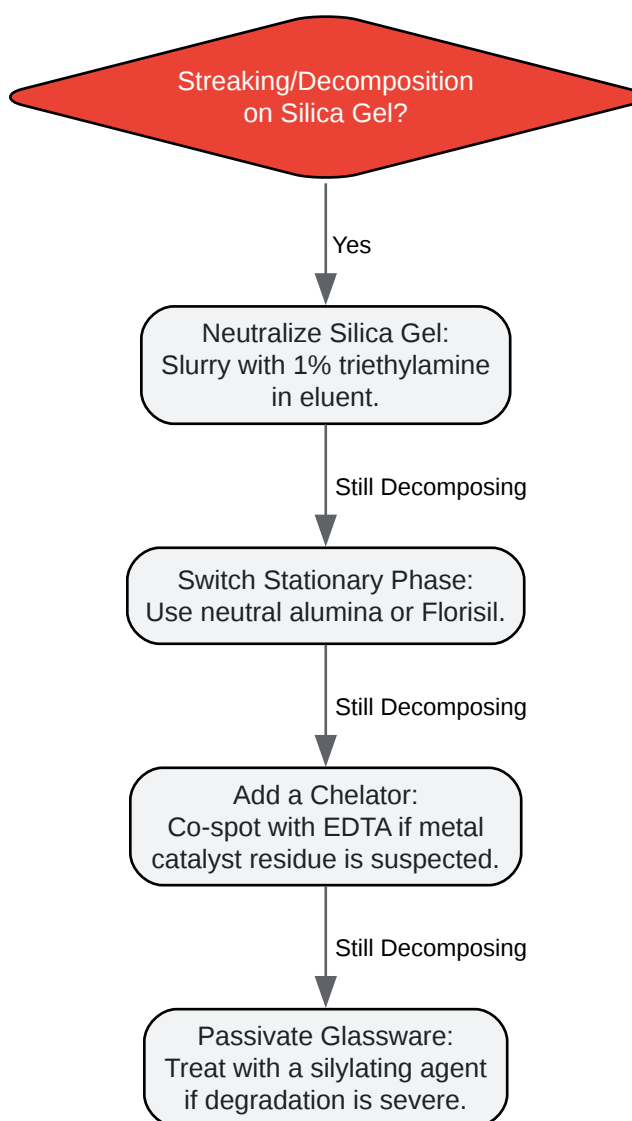 Streaking/Decomposition
on Silica Gel?
Yes
Neutralize Silica Gel:
Slurry with 1% triethylamine
in eluent.
Still Decomposing
Switch Stationary Phase:
Use neutral alumina or Florisil.
Still Decomposing
Add a Chelator:
Co-spot with EDTA if metal
catalyst residue is suspected.
Still Decomposing
Passivate Glassware:
Treat with a silylating agent
if degradation is severe.